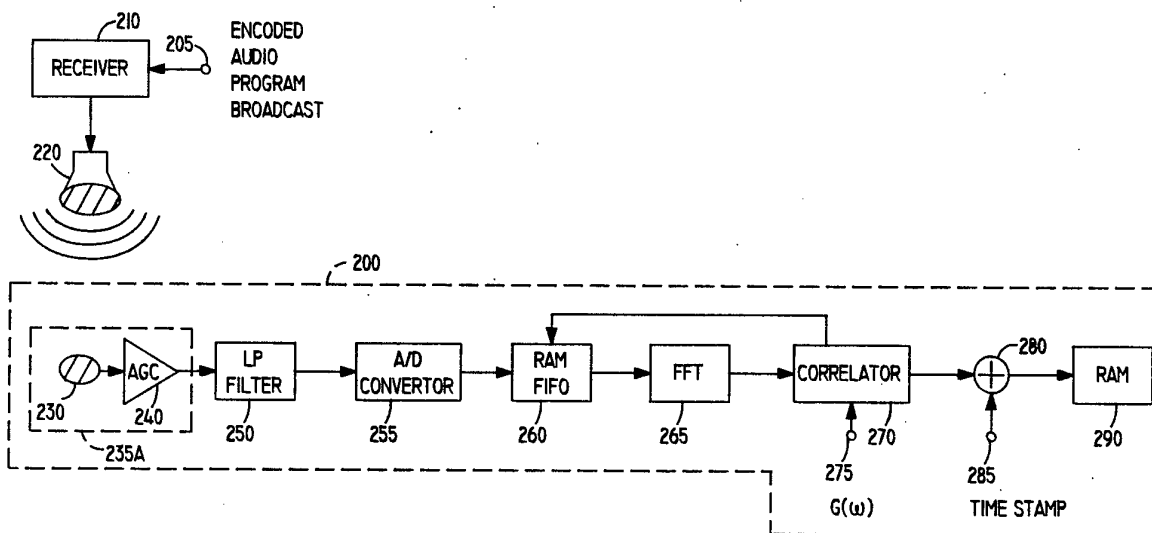 210
205
ENCODED
AUDIO
PROGRAM
BROADCAST
RECEIVER
220
200
230
AGC
240
235A
LP
FILTER
250
A/D
CONVERTOR
255
RAM
FIFO
260
FFT
265
CORRELATOR
270
275
G(ω)
280
285
TIME STAMP
RAM
290